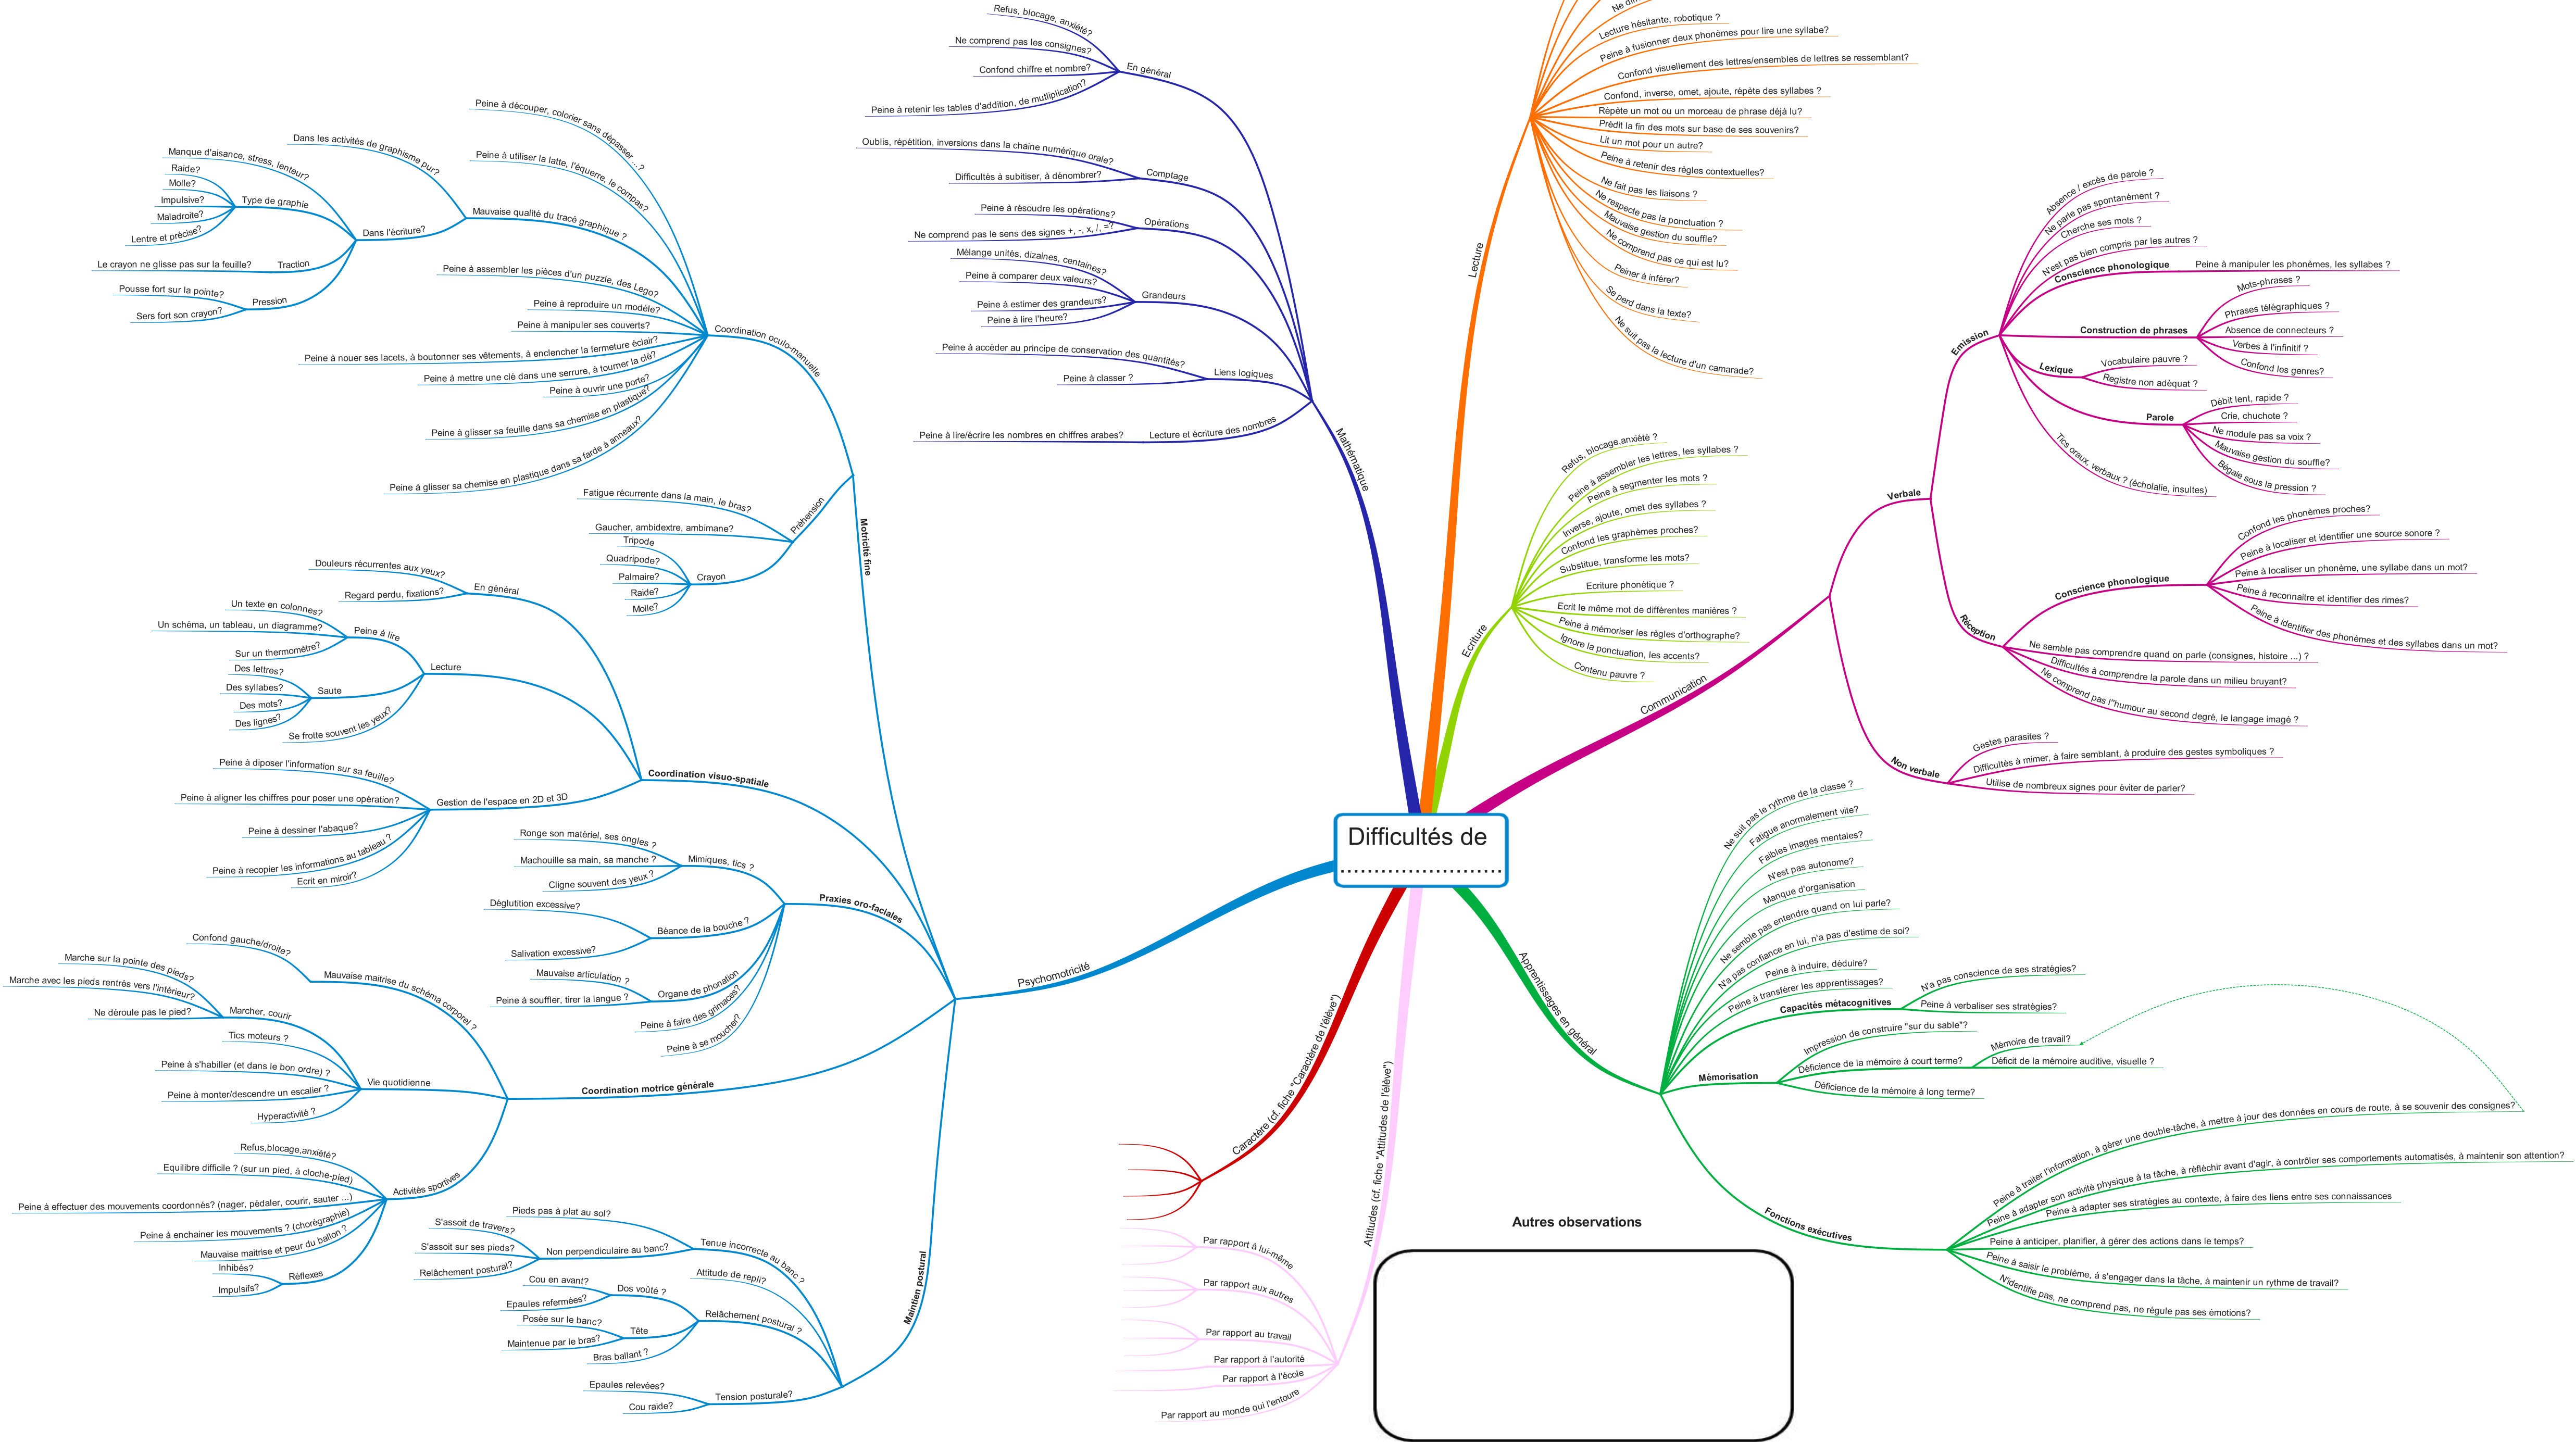 Difficultés de
........................
Mathématique
En général
Refus, blocage, anxiété?
Ne comprend pas les consignes?
Confond chiffre et nombre?
Peine à retenir les tables d'addition, de mutliplication?
Comptage
Oublis, répétition, inversions dans la chaine numérique orale?
Difficultés à subitiser, à dénombrer?
Opérations
Peine à résoudre les opérations?
Ne comprend pas le sens des signes +, -, x, /, =?
Grandeurs
Mélange unités, dizaines, centaines?
Peine à comparer deux valeurs?
Peine à estimer des grandeurs?
Peine à lire l'heure?
Liens logiques
Peine à accéder au principe de conservation des quantités?
Peine à classer ?
Lecture et écriture des nombres
Peine à lire/écrire les nombres en chiffres arabes?
Lecture
Lecture hésitante, robotique ?
Peine à fusionner deux phonèmes pour lire une syllabe?
Confond visuellement des lettres/ensembles de lettres se ressemblant?
Confond, inverse, omet, ajoute, répète des syllabes ?
Répète un mot ou un morceau de phrase déjà lu?
Prédit la fin des mots sur base de ses souvenirs?
Lit un mot pour un autre?
Peine à retenir des règles contextuelles?
Ne fait pas les liaisons ?
Ne respecte pas la ponctuation ?
Mauvaise gestion du souffle?
Ne comprend pas ce qui est lu?
Peiner à inférer?
Se perd dans la texte?
Ne suit pas la lecture d'un camarade?
Ecriture
Refus, blocage,anxiété ?
Peine à assembler les lettres, les syllabes ?
Peine à segmenter les mots ?
Inverse, ajoute, omet des syllabes ?
Confond les graphèmes proches?
Substitue, transforme les mots?
Ecriture phonétique ?
Ecrit le même mot de différentes manières ?
Peine à mémoriser les règles d'orthographe?
Ignore la ponctuation, les accents?
Contenu pauvre ?
Communication
Verbale
Emission
Absence / excès de parole ?
Ne parle pas spontanément ?
Cherche ses mots ?
N'est pas bien compris par les autres ?
Conscience phonologique
Peine à manipuler les phonèmes, les syllabes ?
Construction de phrases
Mots-phrases ?
Phrases télégraphiques ?
Absence de connecteurs ?
Verbes à l'infinitif ?
Confond les genres?
Lexique
Vocabulaire pauvre ?
Registre non adéquat ?
Parole
Débit lent, rapide ?
Crie, chuchote ?
Ne module pas sa voix ?
Mauvaise gestion du souffle?
Bégaie sous la pression ?
Tics oraux, verbaux ? (écholalie, insultes)
Réception
Conscience phonologique
Confond les phonèmes proches?
Peine à localiser et identifier une source sonore ?
Peine à localiser un phonème, une syllabe dans un mot?
Peine à reconnaitre et identifier des rimes?
Peine à identifier des phonèmes et des syllabes dans un mot?
Ne semble pas comprendre quand on parle (consignes, histoire ...) ?
Difficultés à comprendre la parole dans un milieu bruyant?
Ne comprend pas l"humour au second degré, le langage imagé ?
Non verbale
Gestes parasites ?
Difficultés à mimer, à faire semblant, à produire des gestes symboliques ?
Utilise de nombreux signes pour éviter de parler?
Apprentissages en général
Ne suit pas le rythme de la classe ?
Fatigue anormalement vite?
Faibles images mentales?
N'est pas autonome?
Manque d'organisation
Ne semble pas entendre quand on lui parle?
N'a pas confiance en lui, n'a pas d'estime de soi?
Peine à induire, déduire?
Peine à transférer les apprentissages?
Capacités métacognitives
N'a pas conscience de ses stratégies?
Peine à verbaliser ses stratégies?
Mémorisation
Impression de construire "sur du sable"?
Déficience de la mémoire à court terme?
Mémoire de travail?
Déficit de la mémoire auditive, visuelle ?
Déficience de la mémoire à long terme?
Fonctions exécutives
Peine à traiter l'information, à gérer une double-tâche, à mettre à jour des données en cours de route, à se souvenir des consignes?
Peine à adapter son activité physique à la tâche, à réfléchir avant d'agir, à contrôler ses comportements automatisés, à maintenir son attention?
Peine à adapter ses stratégies au contexte, à faire des liens entre ses connaissances
Peine à anticiper, planifier, à gérer des actions dans le temps?
Peine à saisir le problème, à s'engager dans la tâche, à maintenir un rythme de travail?
N'identifie pas, ne comprend pas, ne régule pas ses émotions?
Autres observations
Attitudes (cf. fiche "Attitudes de l'élève")
Par rapport à lui-même
Par rapport aux autres
Par rapport au travail
Par rapport à l'autorité
Par rapport à l'école
Par rapport au monde qui l'entoure
Caractère (cf. fiche "Caractère de l'élève")
Psychomotricité
Motricité fine
Coordination oculo-manuelle
Peine à découper, colorier sans dépasser ...?
Peine à utiliser la latte, l'équerre, le compas?
Mauvaise qualité du tracé graphique ?
Dans les activités de graphisme pur?
Dans l'écriture?
Manque d'aisance, stress, lenteur?
Type de graphie
Raide?
Molle?
Impulsive?
Maladroite?
Lentre et précise?
Traction
Le crayon ne glisse pas sur la feuille?
Pression
Pousse fort sur la pointe?
Sers fort son crayon?
Peine à assembler les pièces d'un puzzle, des Lego?
Peine à reproduire un modèle?
Peine à manipuler ses couverts?
Peine à nouer ses lacets, à boutonner ses vêtements, à enclencher la fermeture éclair?
Peine à mettre une clé dans une serrure, à tourner la clé?
Peine à ouvrir une porte?
Peine à glisser sa feuille dans sa chemise en plastique?
Peine à glisser sa chemise en plastique dans sa farde à anneaux?
Préhension
Fatigue récurrente dans la main, le bras?
Gaucher, ambidextre, ambimane?
Crayon
Tripode
Quadripode?
Palmaire?
Raide?
Molle?
Coordination visuo-spatiale
En général
Douleurs récurrentes aux yeux?
Regard perdu, fixations?
Lecture
Peine à lire
Un texte en colonnes?
Un schéma, un tableau, un diagramme?
Sur un thermomètre?
Saute
Des lettres?
Des syllabes?
Des mots?
Des lignes?
Se frotte souvent les yeux?
Gestion de l'espace en 2D et 3D
Peine à diposer l'information sur sa feuille?
Peine à aligner les chiffres pour poser une opération?
Peine à dessiner l'abaque?
Peine à recopier les informations au tableau ?
Ecrit en miroir?
Praxies oro-faciales
Mimiques, tics ?
Ronge son matériel, ses ongles ?
Machouille sa main, sa manche ?
Cligne souvent des yeux ?
Béance de la bouche ?
Déglutition excessive?
Salivation excessive?
Organe de phonation
Mauvaise articulation ?
Peine à souffler, tirer la langue ?
Peine à faire des grimaces?
Peine à se moucher?
Coordination motrice générale
Mauvaise maitrise du schéma corporel ?
Confond gauche/droite?
Vie quotidienne
Marcher, courir
Marche sur la pointe des pieds?
Marche avec les pieds rentrés vers l'intérieur?
Ne déroule pas le pied?
Tics moteurs ?
Peine à s'habiller (et dans le bon ordre) ?
Peine à monter/descendre un escalier ?
Hyperactivité ?
Activités sportives
Refus,blocage,anxiété?
Equilibre difficile ? (sur un pied, à cloche-pied)
Peine à effectuer des mouvements coordonnés? (nager, pédaler, courir, sauter ...)
Peine à enchainer les mouvements ? (chorégraphie)
Mauvaise maitrise et peur du ballon ?
Réflexes
Inhibés?
Impulsifs?
Maintien postural
Tenue incorrecte au banc ?
Pieds pas à plat au sol?
Non perpendiculaire au banc?
S'assoit de travers?
S'assoit sur ses pieds?
Relâchement postural?
Attitude de repli?
Relâchement postural ?
Dos voûté ?
Cou en avant?
Epaules refermées?
Tête
Posée sur le banc?
Maintenue par le bras?
Bras ballant ?
Tension posturale?
Epaules relevées?
Cou raide?